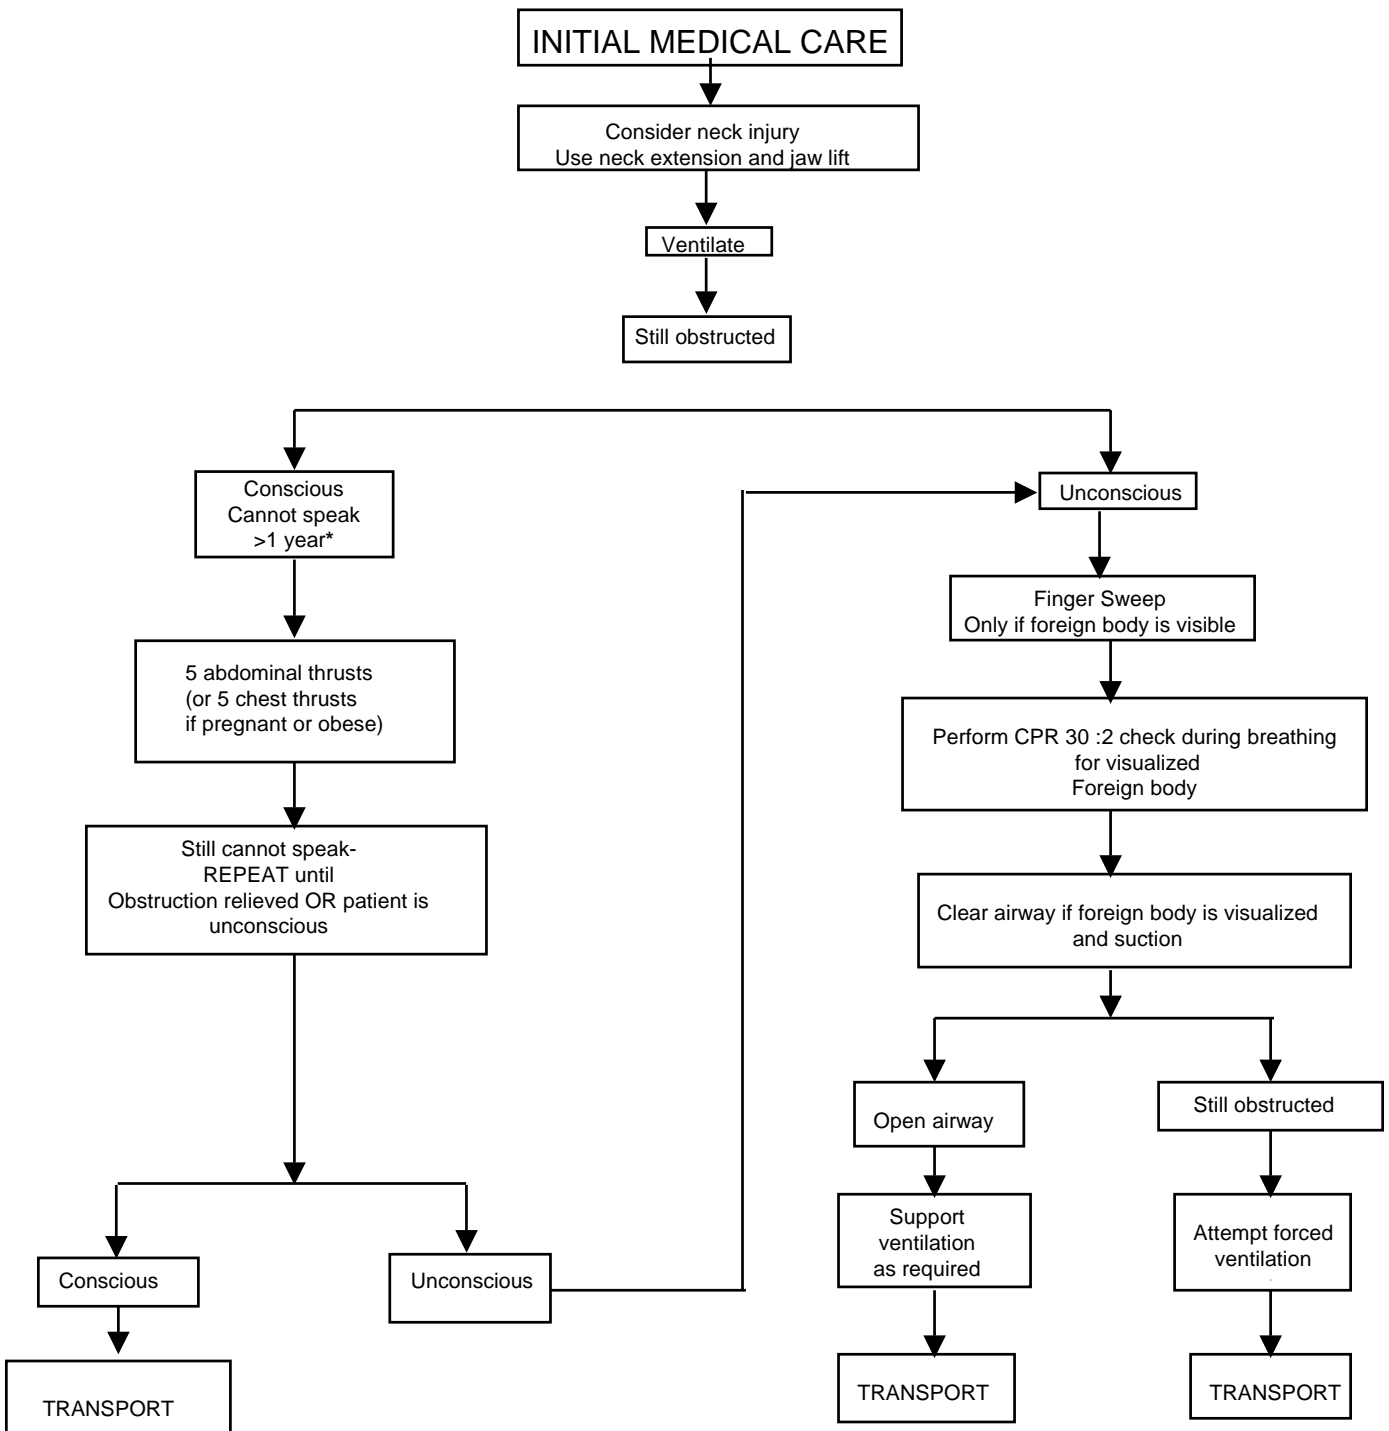 INITIAL MEDICAL CARE
Consider neck injury
Use neck extension and jaw lift
Ventilate
Still obstructed
Conscious
Cannot speak
>1 year*
5 abdominal thrusts
(or 5 chest thrusts
if pregnant or obese)
Still cannot speak-
REPEAT until
Obstruction relieved OR patient is
unconscious
Conscious
TRANSPORT
Unconscious
Unconscious
Finger Sweep
Only if foreign body is visible
Perform CPR 30 :2 check during breathing
for visualized
Foreign body
Clear airway if foreign body is visualized
and suction
Open airway
Support
ventilation
as required
TRANSPORT
Still obstructed
Attempt forced
ventilation
TRANSPORT